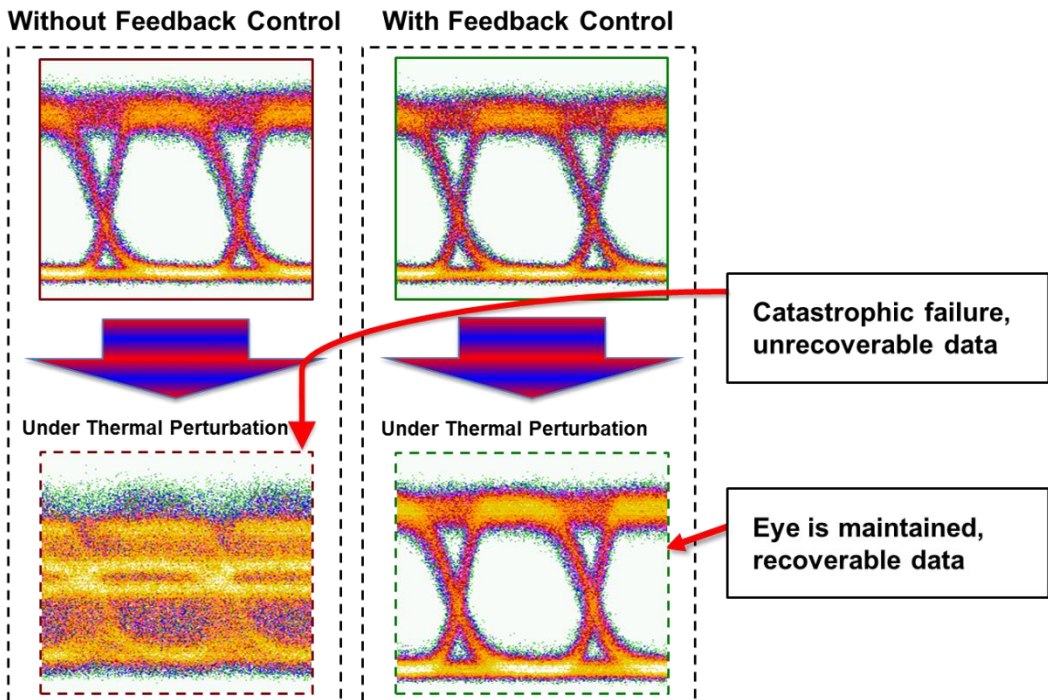 Without Feedback Control
With Feedback Control
Catastrophic failure,
unrecoverable data
Under Thermal Perturbation
Under Thermal Perturbation
Eye is maintained,
recoverable data